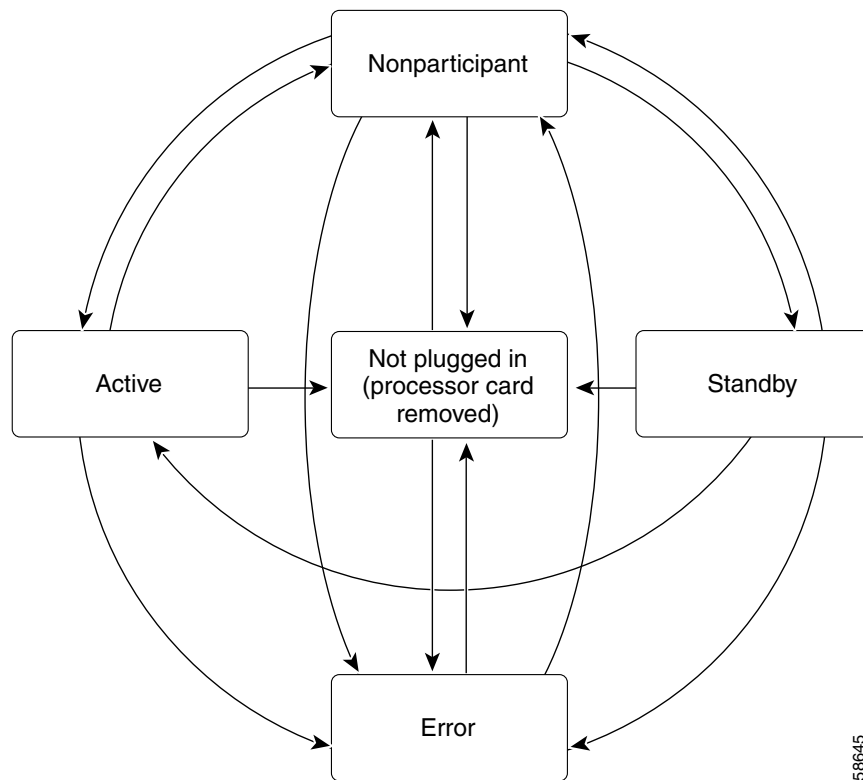 Nonparticipant
Active
Not plugged in
(processor card
removed)
Standby
Error
58645